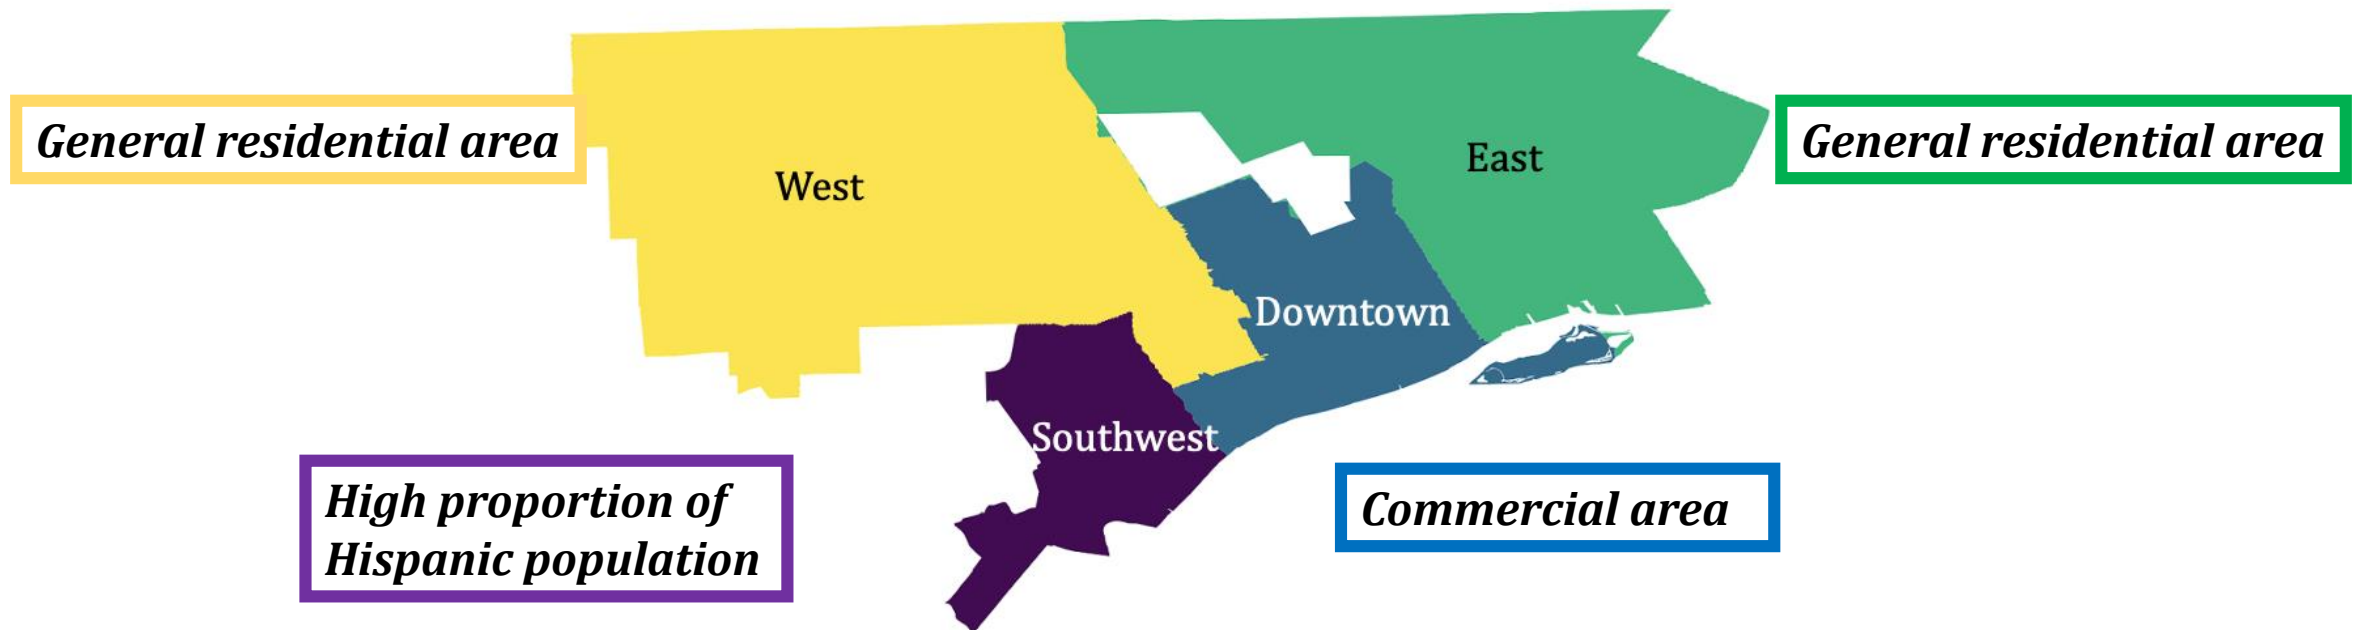 General residential area
West
East
General residential area
Downtown
Southwest
High proportion of
Hispanic population
Commercial area